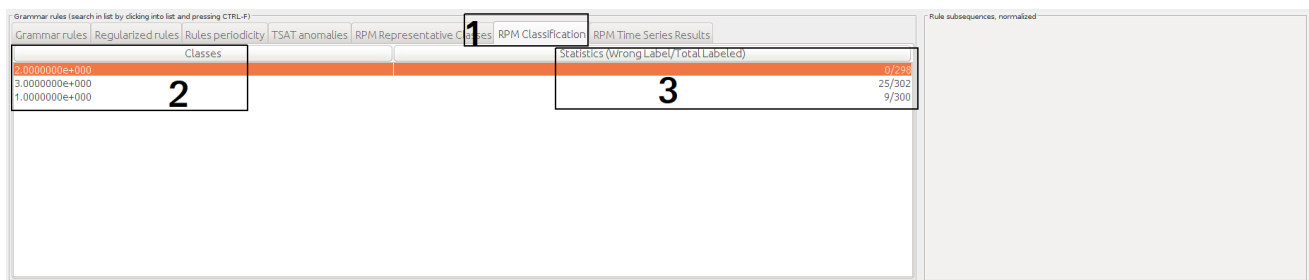 Grammar rules (search in list by clicking into list and pressing CTRL-F)
Rule subsequences, normalized
1
Grammar rules Regularized rules Rules periodicity TSAT anomalies RPM Representative Classes RPM Classification RPM Time Series Results
Classes Statistics (Wrong Label/Total Labeled)
2.0000000e+000 0/298
3.0000000e+000 25/302
1.0000000e+000 9/300
2
3